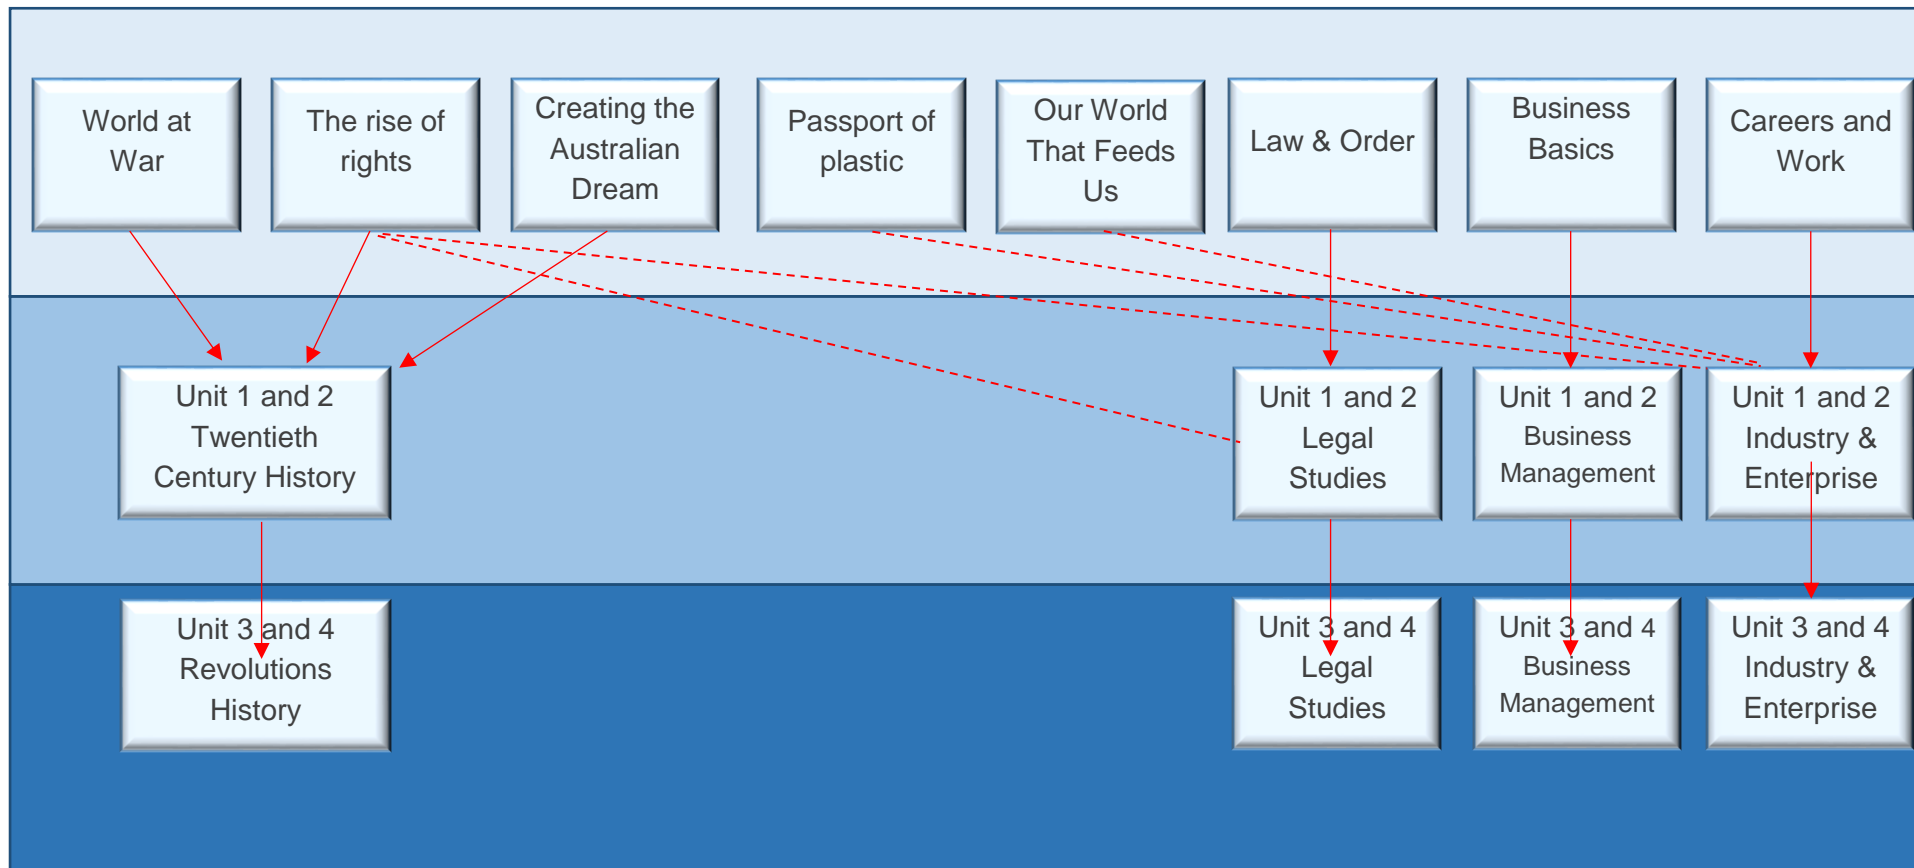 World at
War
The rise of
rights
Creating the
Australian
Dream
Passport of
plastic
Our World
That Feeds
Us
Law & Order
Business
Basics
Careers and
Work
Unit 1 and 2
Twentieth
Century History
Unit 1 and 2
Legal
Studies
Unit 1 and 2
Business
Management
Unit 1 and 2
Industry &
Enterprise
Unit 3 and 4
Revolutions
History
Unit 3 and 4
Legal
Studies
Unit 3 and 4
Business
Management
Unit 3 and 4
Industry &
Enterprise